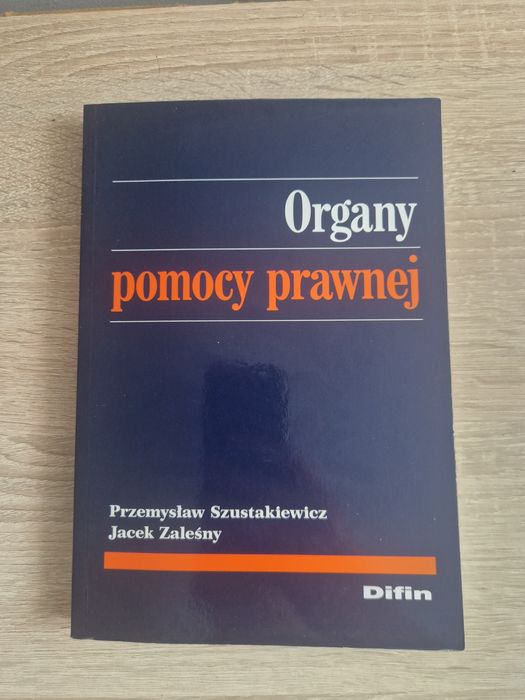 Organy
pomocy prawnej
Przemysław Szustakiewicz
Jacek Zaleśny
Difin